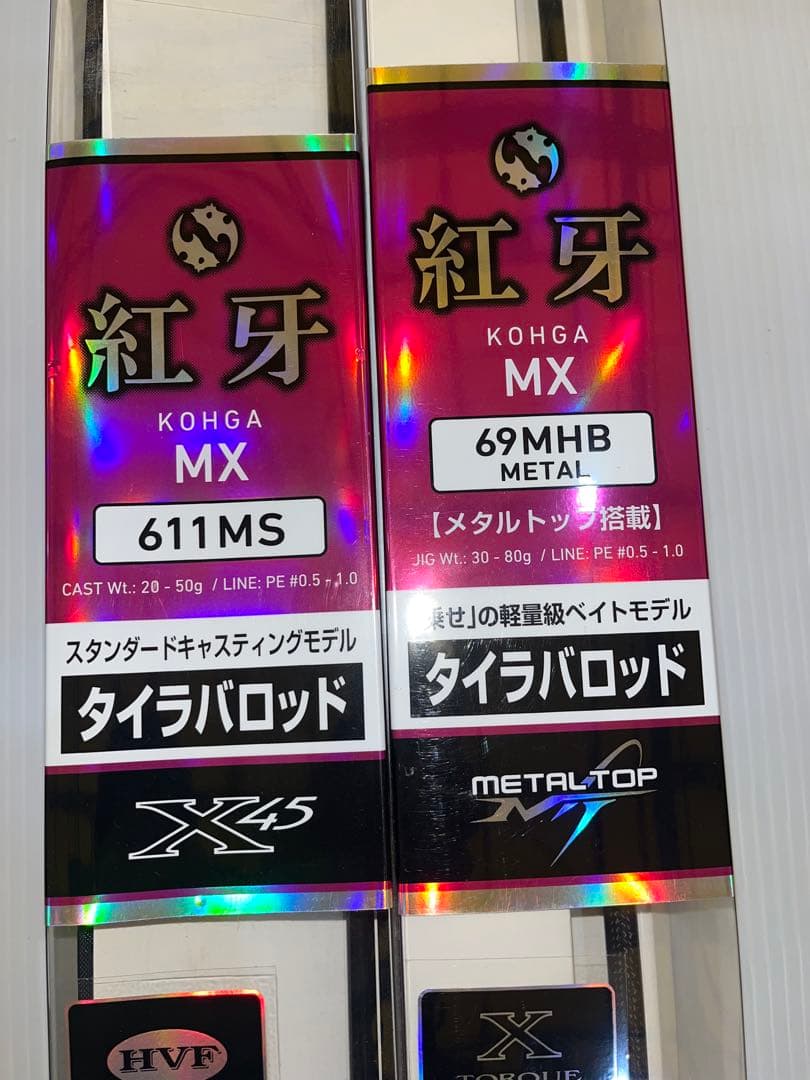 紅牙
KOHGA
MX
611MS
CAST Wt.: 20 - 50g / LINE: PE #0.5 - 1.0
スタンダードキャスティングモデル
タイラバロッド
X45
HVF
紅牙
KOHGA
MX
69MHB
METAL
【メタルトップ搭載】
JIG Wt.: 30 - 80g / LINE: PE #0.5 - 1.0
乗せ」の軽量級ベイトモデル
タイラバロッド
METALTOP
MT
X
TORQUE